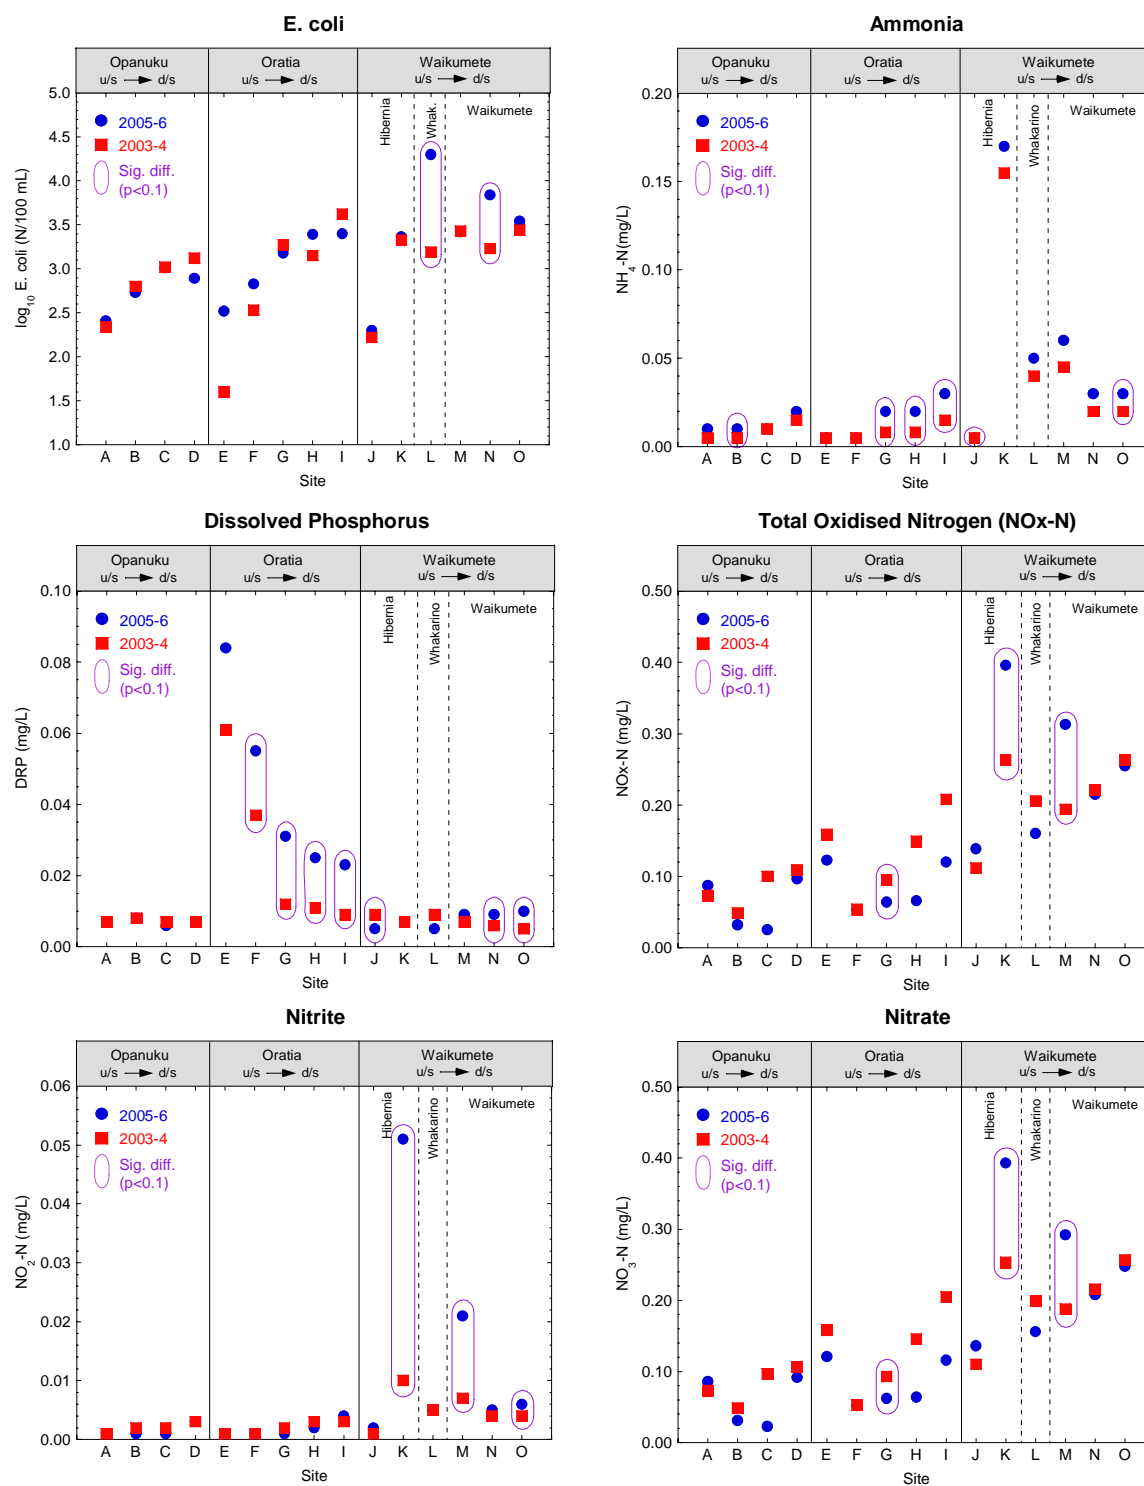 E. coli
Opanuku
u/s d/s
Oratia
u/s d/s
Waikumete
u/s d/s
5.0
4.5
4.0
3.5
3.0
2.5
2.0
1.5
1.0
log10 E. coli (N/100 mL)
2005-6
2003-4
Sig. diff.
(p<0.1)
Hibernia
Whak.
Waikumete
A B C D E F G H I J K L M N O
Site
Ammonia
Opanuku
u/s d/s
Oratia
u/s d/s
Waikumete
u/s d/s
0.20
0.15
0.10
0.05
0.00
NH4-N(mg/L)
2005-6
2003-4
Sig. diff.
(p<0.1)
Hibernia
Whakarino
Waikumete
A B C D E F G H I J K L M N O
Site
Dissolved Phosphorus
Opanuku
u/s d/s
Oratia
u/s d/s
Waikumete
u/s d/s
0.10
0.08
0.06
0.04
0.02
0.00
DRP (mg/L)
2005-6
2003-4
Sig. diff.
(p<0.1)
Hibernia
Whakarino
Waikumete
A B C D E F G H I J K L M N O
Site
Total Oxidised Nitrogen (NOx-N)
Opanuku
u/s d/s
Oratia
u/s d/s
Waikumete
u/s d/s
0.50
0.40
0.30
0.20
0.10
0.00
NOx-N (mg/L)
2005-6
2003-4
Sig. diff.
(p<0.1)
Hibernia
Whakarino
Waikumete
A B C D E F G H I J K L M N O
Site
Nitrite
Opanuku
u/s d/s
Oratia
u/s d/s
Waikumete
u/s d/s
0.06
0.05
0.04
0.03
0.02
0.01
0.00
NO2-N (mg/L)
2005-6
2003-4
Sig. diff.
(p<0.1)
Hibernia
Whakarino
Waikumete
A B C D E F G H I J K L M N O
Site
Nitrate
Opanuku
u/s d/s
Oratia
u/s d/s
Waikumete
u/s d/s
0.50
0.40
0.30
0.20
0.10
0.00
NO3-N (mg/L)
2005-6
2003-4
Sig. diff.
(p<0.1)
Hibernia
Whakarino
Waikumete
A B C D E F G H I J K L M N O
Site